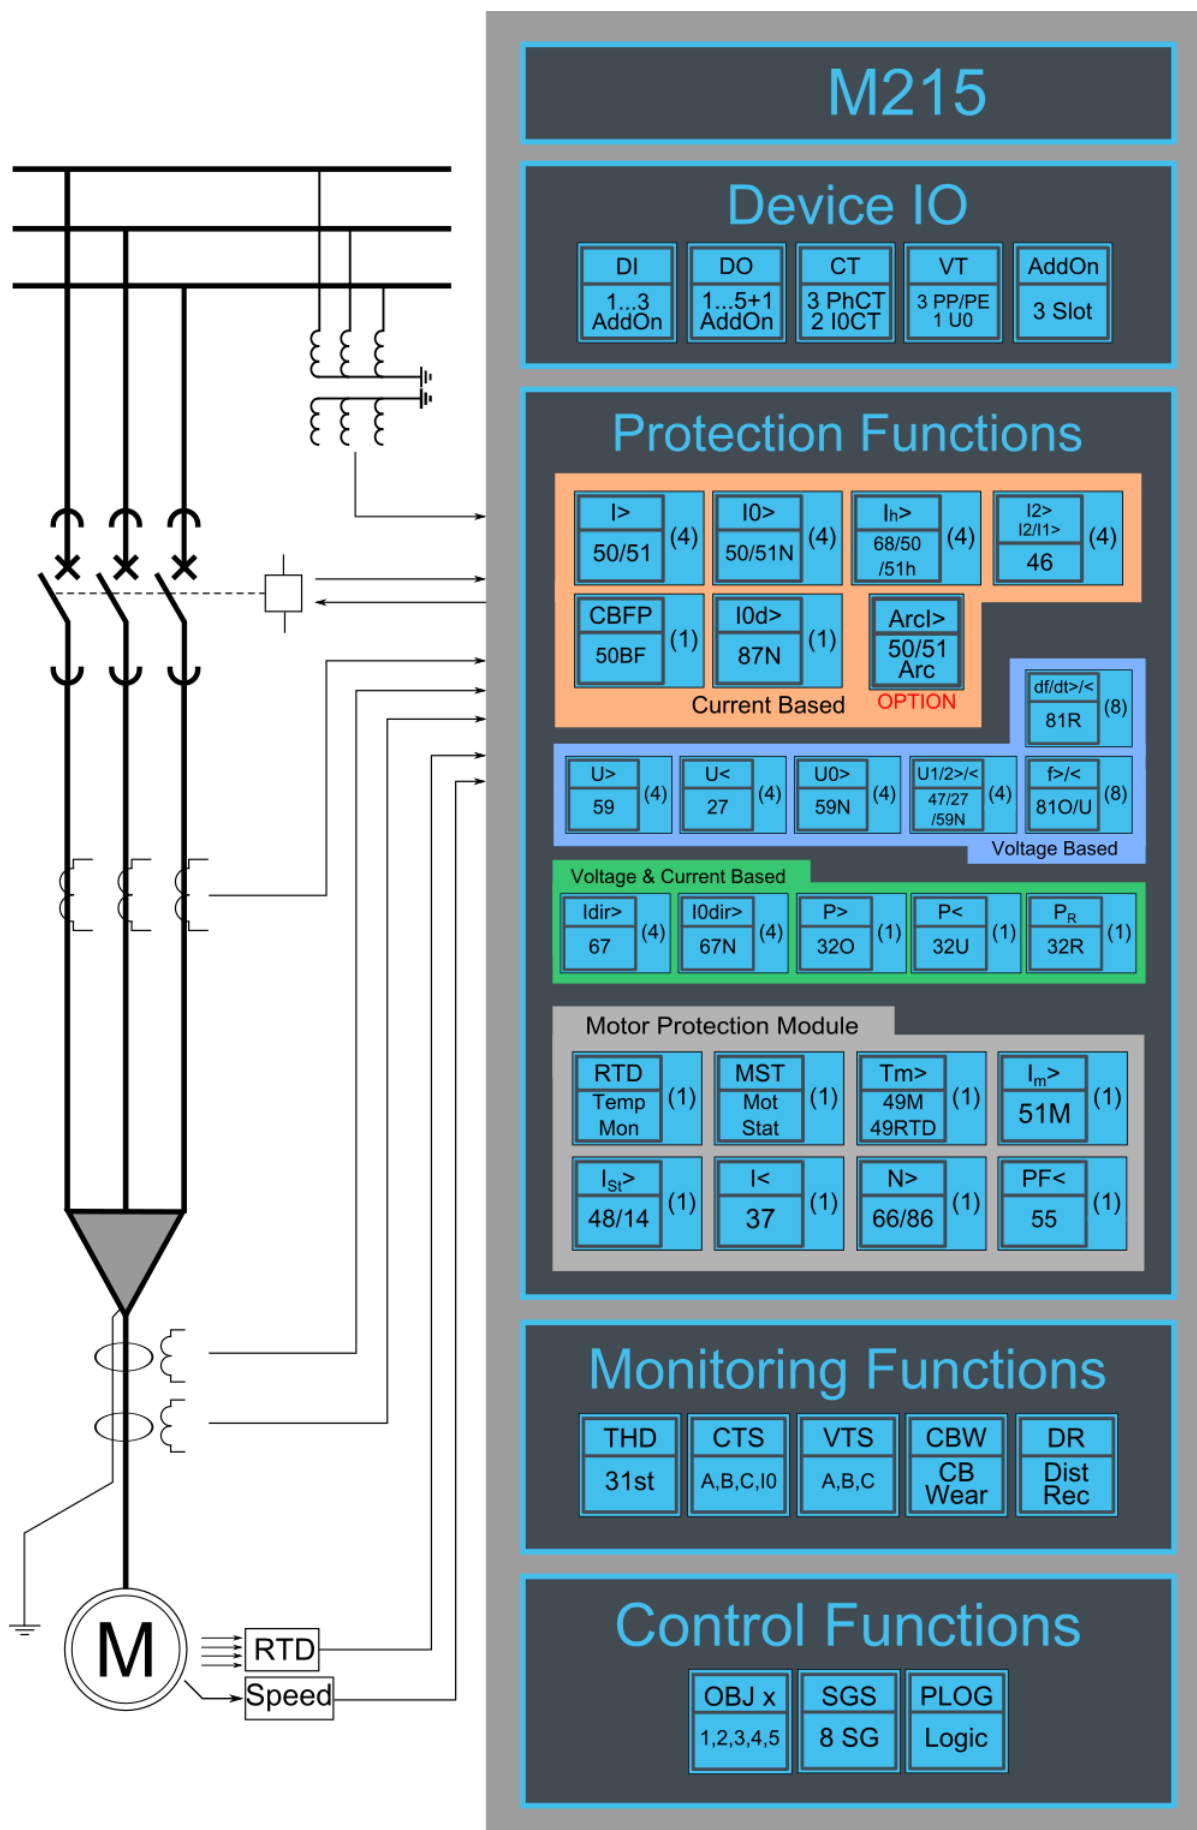 M215
Device IO
DI
1...3
AddOn
DO
1...5+1
AddOn
CT
3 PhCT
2 I0CT
VT
3 PP/PE
1 U0
AddOn
3 Slot
Protection Functions
I>
50/51
(4)
I0>
50/51N
(4)
Ih>
68/50
/51h
(4)
I2>
I2/I1>
46
(4)
CBFP
50BF
(1)
I0d>
87N
(1)
ArcI>
50/51
Arc
OPTION
Current Based
df/dt>/<
81R
(8)
U>
59
(4)
U<
27
(4)
U0>
59N
(4)
U1/2>/<
47/27
/59N
(4)
f>/<
81O/U
(8)
Voltage Based
Voltage & Current Based
Idir>
67
(4)
I0dir>
67N
(4)
P>
32O
(1)
P<
32U
(1)
PR
32R
(1)
Motor Protection Module
RTD
Temp
Mon
(1)
MST
Mot
Stat
(1)
Tm>
49M
49RTD
(1)
Im>
51M
(1)
ISt>
48/14
(1)
I<
37
(1)
N>
66/86
(1)
PF<
55
(1)
Monitoring Functions
THD
31st
CTS
A,B,C,I0
VTS
A,B,C
CBW
CB
Wear
DR
Dist
Rec
Control Functions
OBJ x
1,2,3,4,5
SGS
8 SG
PLOG
Logic
M
RTD
Speed